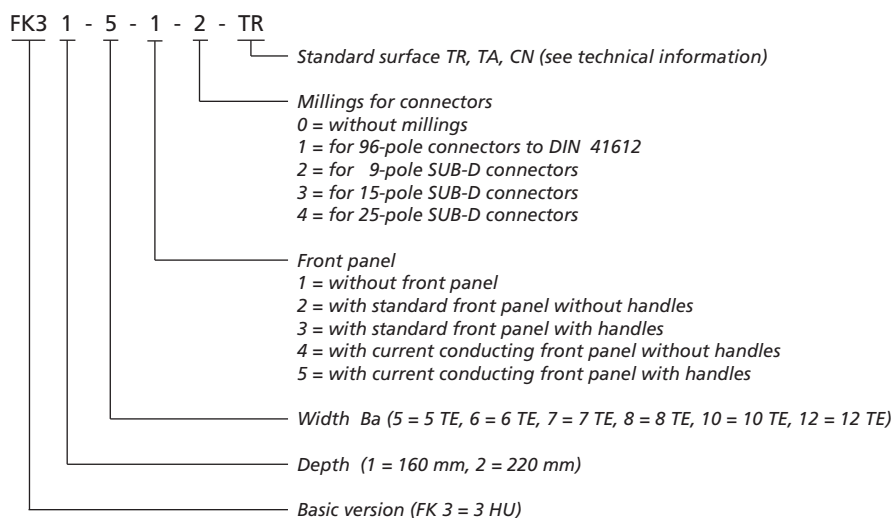 FK3 1 - 5 - 1 - 2 - TR
Standard surface TR, TA, CN (see technical information)
Millings for connectors
0 = without millings
1 = for 96-pole connectors to DIN 41612
2 = for 9-pole SUB-D connectors
3 = for 15-pole SUB-D connectors
4 = for 25-pole SUB-D connectors
Front panel
1 = without front panel
2 = with standard front panel without handles
3 = with standard front panel with handles
4 = with current conducting front panel without handles
5 = with current conducting front panel with handles
Width Ba (5 = 5 TE, 6 = 6 TE, 7 = 7 TE, 8 = 8 TE, 10 = 10 TE, 12 = 12 TE)
Depth (1 = 160 mm, 2 = 220 mm)
Basic version (FK 3 = 3 HU)